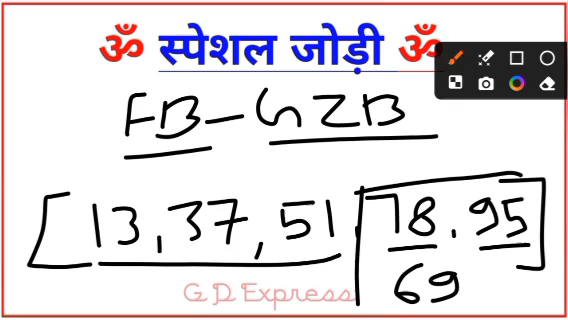 ॐ स्पेशल जोड़ी ॐ
FB-GZB
[13,37,51,78.95]
69
G D Express